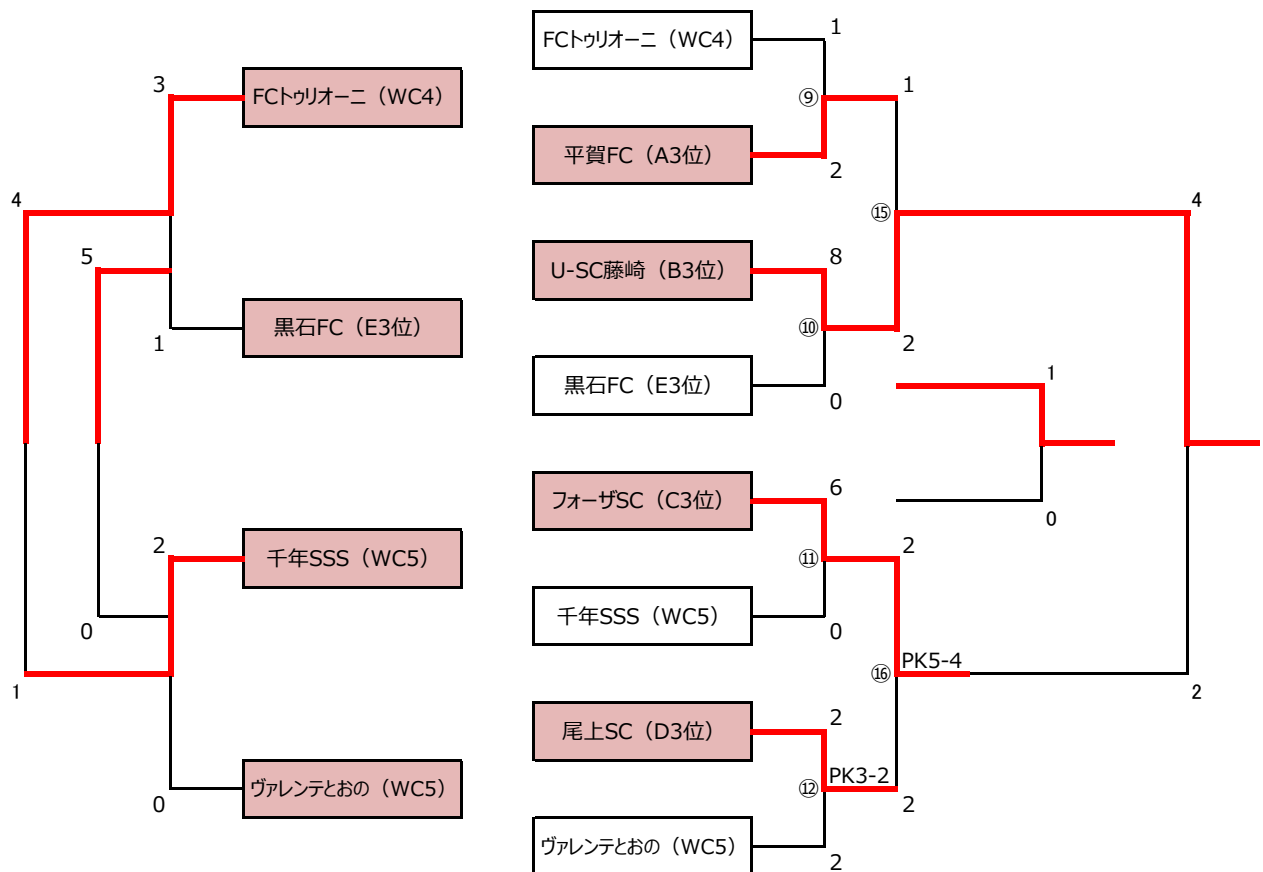 FCトゥリオーニ（WC4）
1
3
FCトゥリオーニ（WC4）
⑨
1
平賀FC（A3位）
2
4
⑮
4
5
U-SC藤崎（B3位）
8
黒石FC（E3位）
⑩
1
2
黒石FC（E3位）
0
1
フォーザSC（C3位）
6
0
2
千年SSS（WC5）
⑪
2
千年SSS（WC5）
0
0
1
⑯
PK5-4
2
尾上SC（D3位）
2
ヴァレンテとおの（WC5）
⑫
PK3-2
0
2
ヴァレンテとおの（WC5）
2